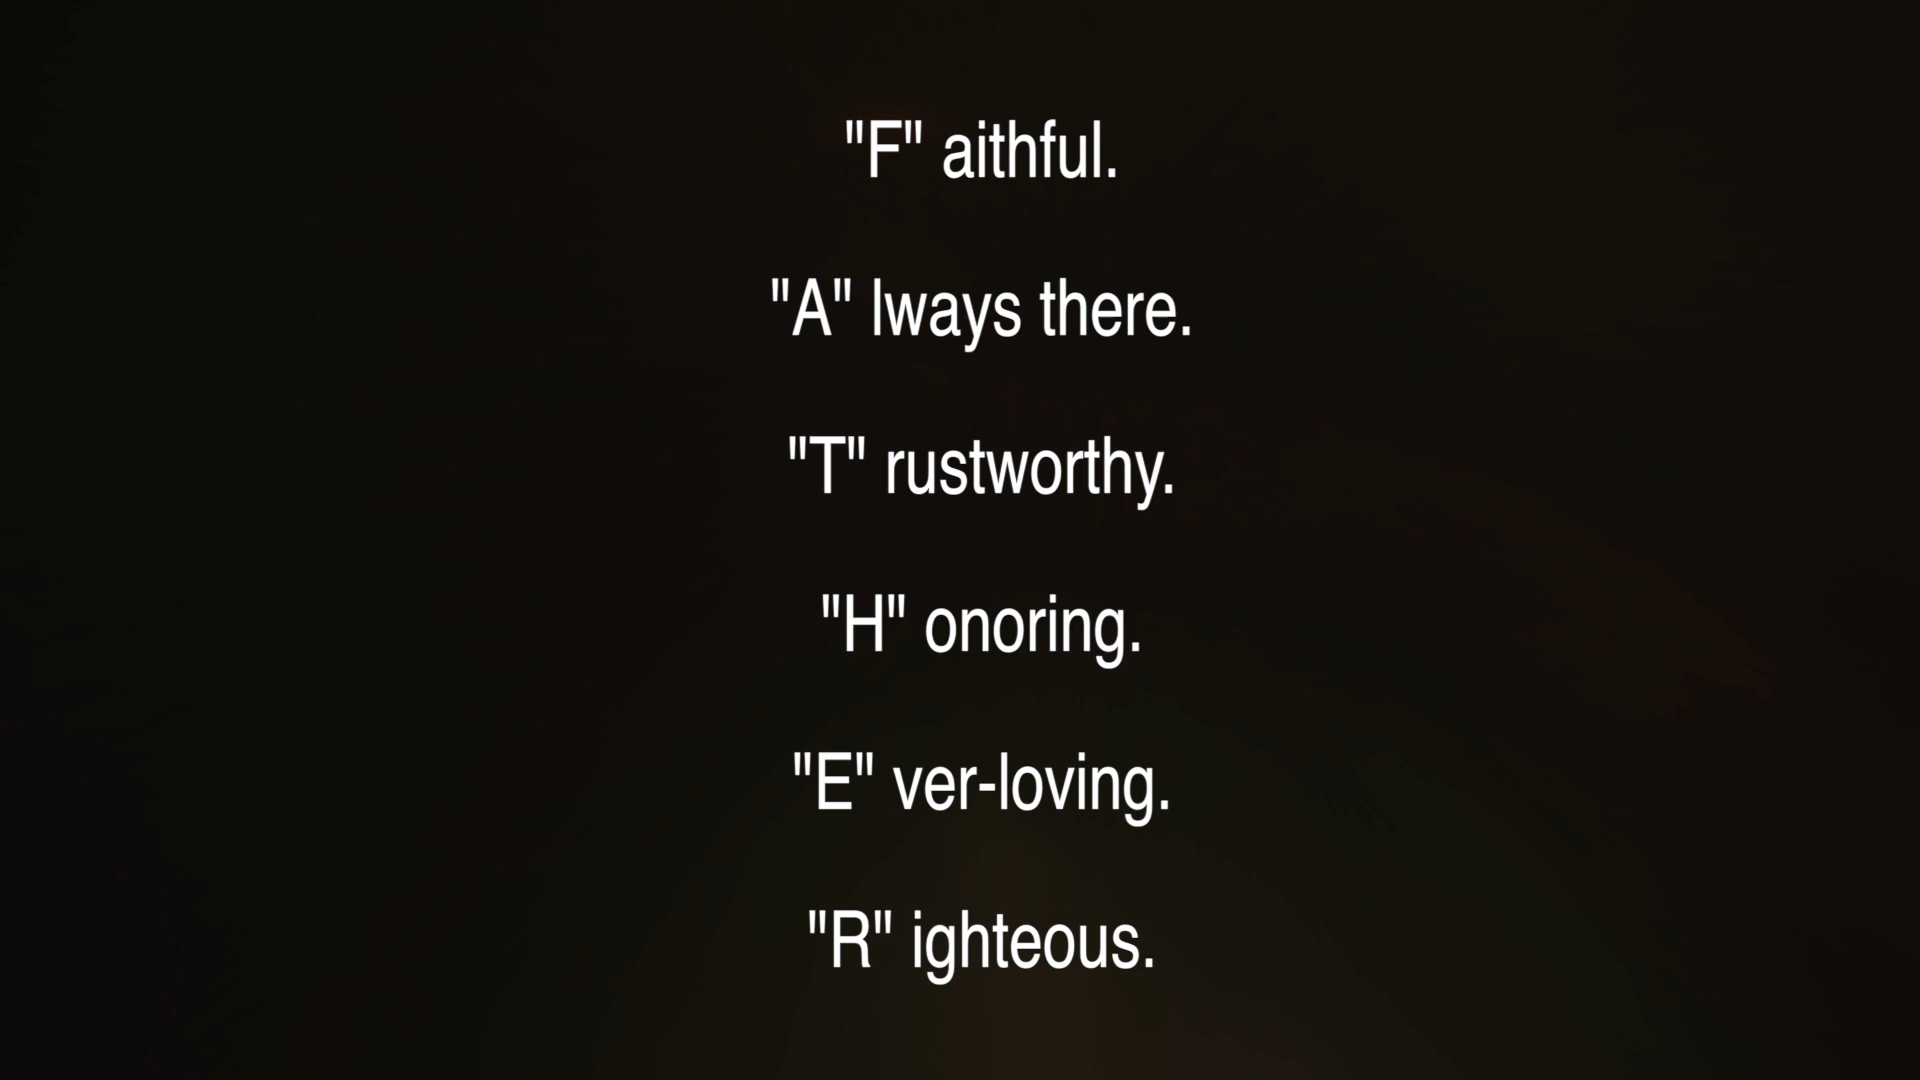 "F" aithful.
"A" lways there.
"T" rustworthy.
"H" onoring.
"E" ver-loving.
"R" ighteous.